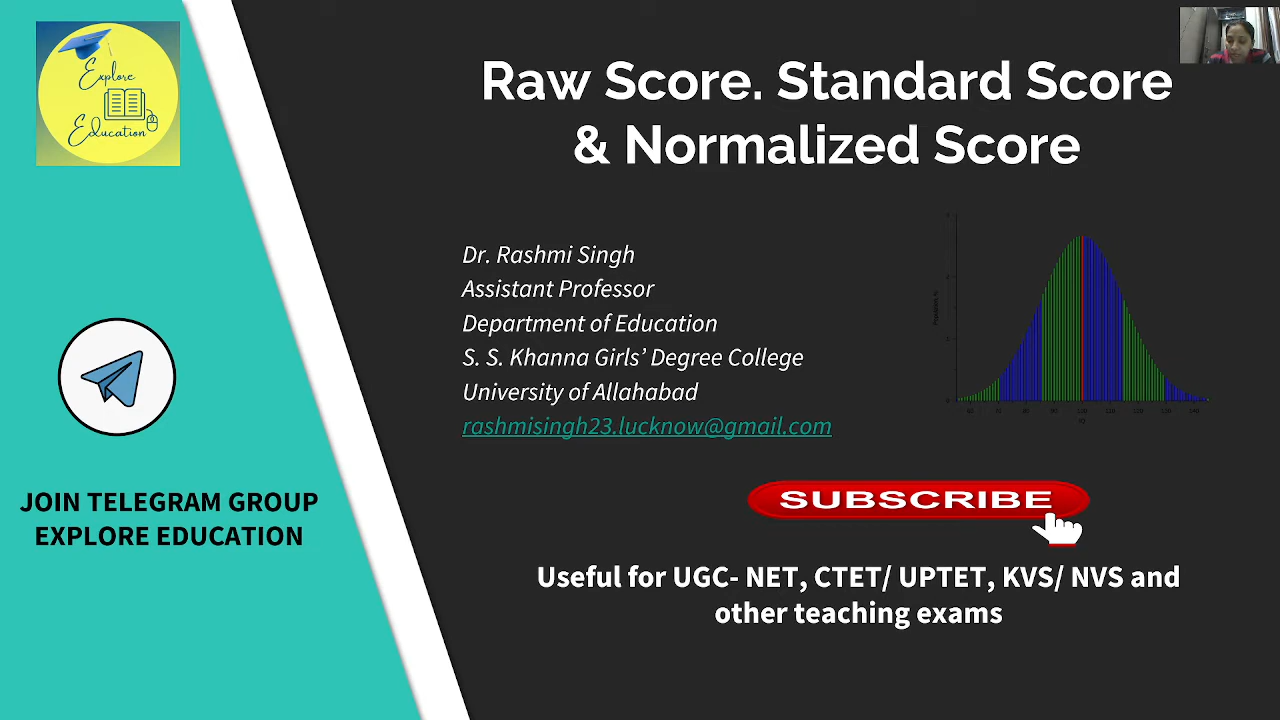 Explore
Education
Raw Score. Standard Score
& Normalized Score
Dr. Rashmi Singh
Assistant Professor
Department of Education
S. S. Khanna Girls’ Degree College
University of Allahabad
rashmisingh23.lucknow@gmail.com
JOIN TELEGRAM GROUP
EXPLORE EDUCATION
SUBSCRIBE
Useful for UGC- NET, CTET/ UPTET, KVS/ NVS and
other teaching exams